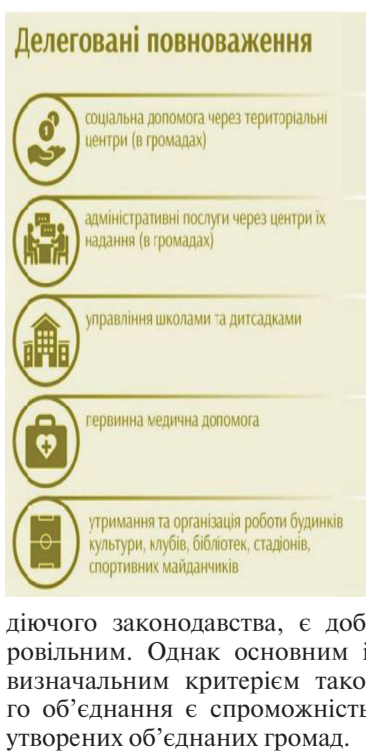 Делеговані повноваження
соціальна допомога через територіальні
центри (в громадах)
адміністративні послуги через центри їх
надання (в громадах)
управління школами та дитсадками
первинна медична допомога
утримання та організація роботи будинків
культури, клубів, бібліотек, стадіонів,
спортивних майданчиків
діючого законодавства, є доб
ровільним. Однак основним і
визначальним критерієм тако
го об’єднання є спроможність
утворених об’єднаних громад.